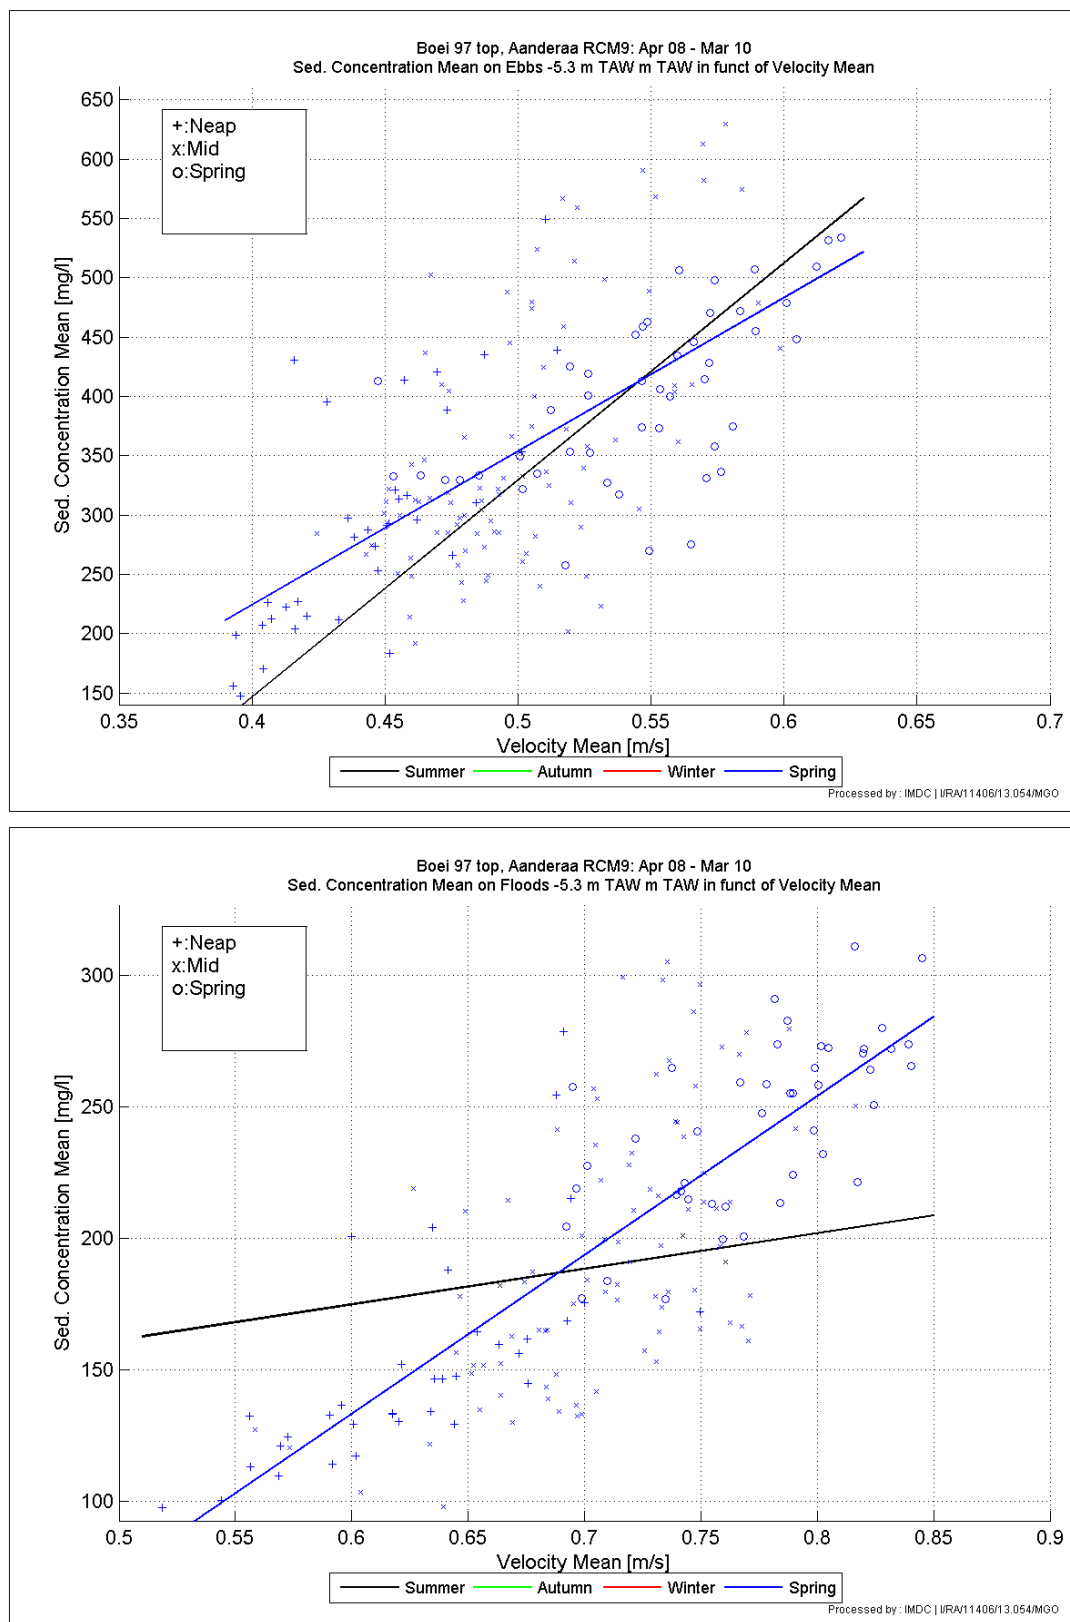 Boei 97 top, Aanderaa RCM9: Apr 08 - Mar 10
Sed. Concentration Mean on Ebbs -5.3 m TAW m TAW in funct of Velocity Mean
+:Neap
x:Mid
o:Spring
Sed. Concentration Mean [mg/l]
650
600
550
500
450
400
350
300
250
200
150
0.35 0.4 0.45 0.5 0.55 0.6 0.65 0.7
Velocity Mean [m/s]
Summer Autumn Winter Spring
Processed by : IMDC | I/RA/11406/13.054/MGO
Boei 97 top, Aanderaa RCM9: Apr 08 - Mar 10
Sed. Concentration Mean on Floods -5.3 m TAW m TAW in funct of Velocity Mean
+:Neap
x:Mid
o:Spring
Sed. Concentration Mean [mg/l]
300
250
200
150
100
0.5 0.55 0.6 0.65 0.7 0.75 0.8 0.85 0.9
Velocity Mean [m/s]
Summer Autumn Winter Spring
Processed by : IMDC | I/RA/11406/13.054/MGO